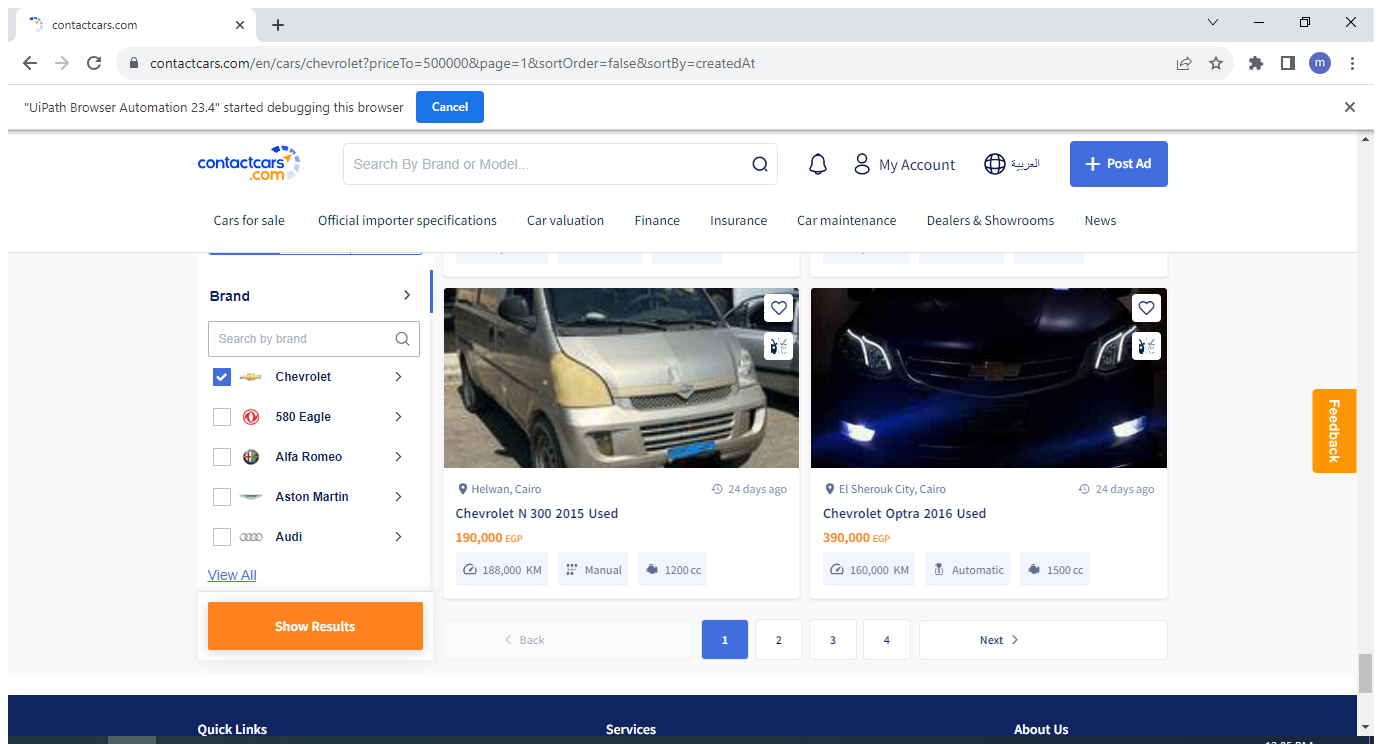 contactcars.com
contactcars.com/en/cars/chevrolet?priceTo=500000&page=1&sortOrder=false&sortBy=createdAt
m
"UiPath Browser Automation 23.4" started debugging this browser
Cancel
contactcars
.com
Search By Brand or Model...
My Account
العربية
Post Ad
Cars for sale
Official importer specifications
Car valuation
Finance
Insurance
Car maintenance
Dealers & Showrooms
News
Brand
Search by brand
Chevrolet
580 Eagle
Alfa Romeo
Aston Martin
Audi
View All
Show Results
Helwan, Cairo
24 days ago
Chevrolet N 300 2015 Used
190,000 EGP
188,000 KM
Manual
1200 cc
El Sherouk City, Cairo
24 days ago
Chevrolet Optra 2016 Used
390,000 EGP
160,000 KM
Automatic
1500 cc
Back
1
2
3
4
Next
Feedback
Quick Links
Services
About Us